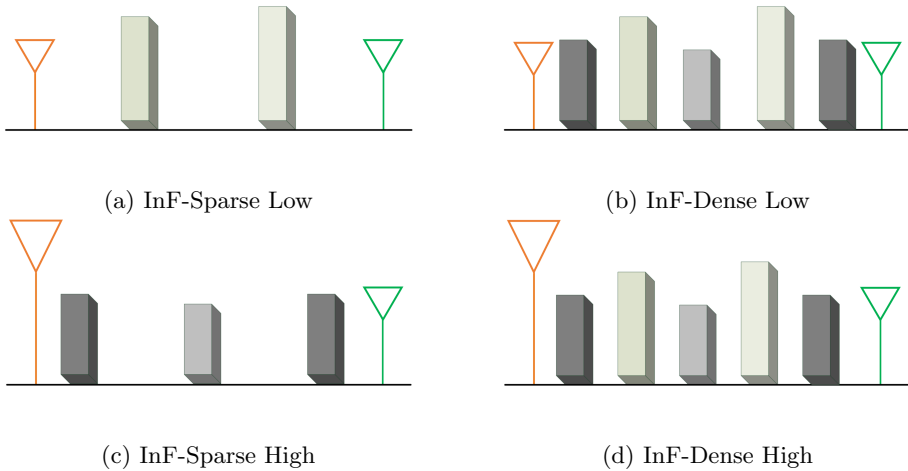 (a) InF-Sparse Low
(b) InF-Dense Low
(c) InF-Sparse High
(d) InF-Dense High